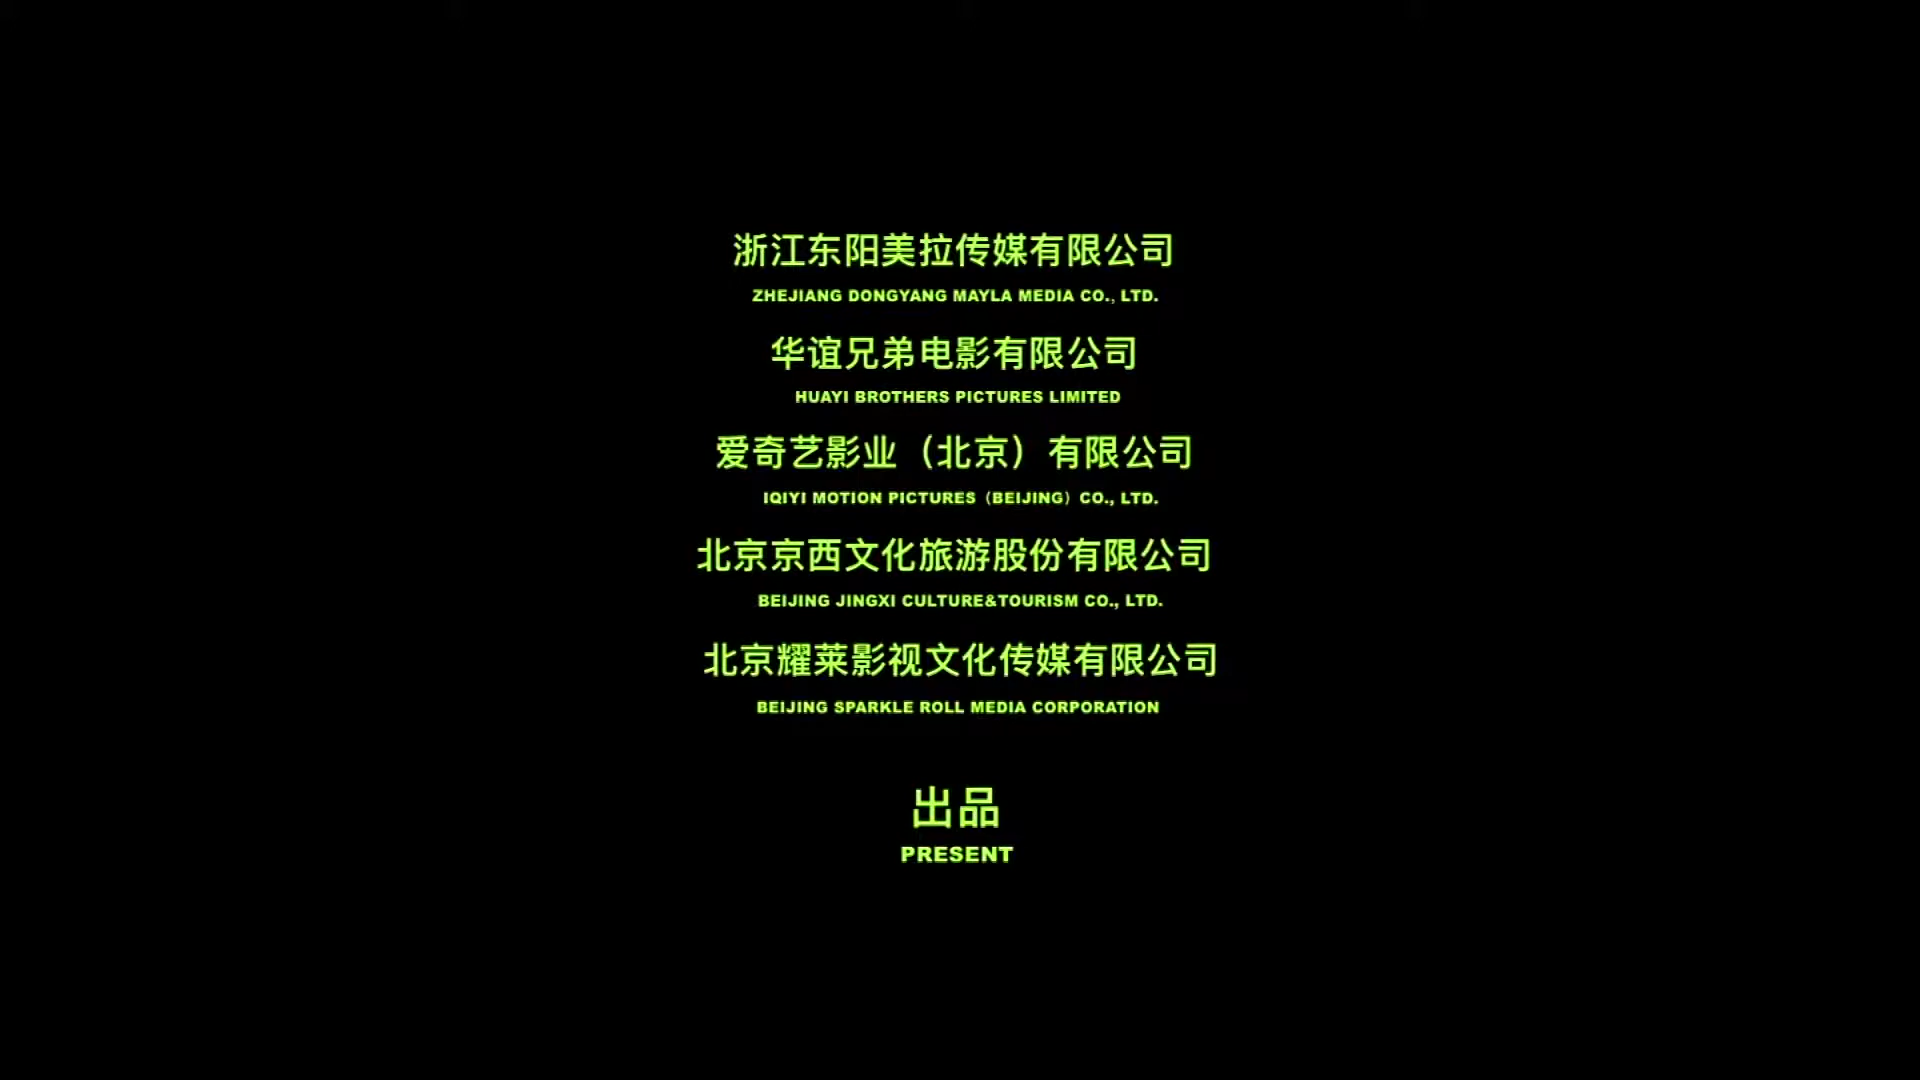 浙江东阳美拉传媒有限公司
ZHEJIANG DONGYANG MAYLA MEDIA CO., LTD.
华谊兄弟电影有限公司
HUAYI BROTHERS PICTURES LIMITED
爱奇艺影业（北京）有限公司
IQIYI MOTION PICTURES（BEIJING）CO., LTD.
北京京西文化旅游股份有限公司
BEIJING JINGXI CULTURE&TOURISM CO., LTD.
北京耀莱影视文化传媒有限公司
BEIJING SPARKLE ROLL MEDIA CORPORATION
出品
PRESENT